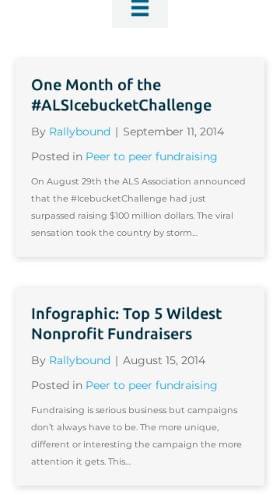 One Month of the
#ALSIcebucketChallenge
By Rallybound | September 11, 2014
Posted in Peer to peer fundraising
On August 29th the ALS Association announced
that the #IcebucketChallenge had just
surpassed raising $100 million dollars. The viral
sensation took the country by storm...
Infographic: Top 5 Wildest
Nonprofit Fundraisers
By Rallybound | August 15, 2014
Posted in Peer to peer fundraising
Fundraising is serious business but campaigns
don't always have to be. The more unique,
different or interesting the campaign the more
attention it gets. This...